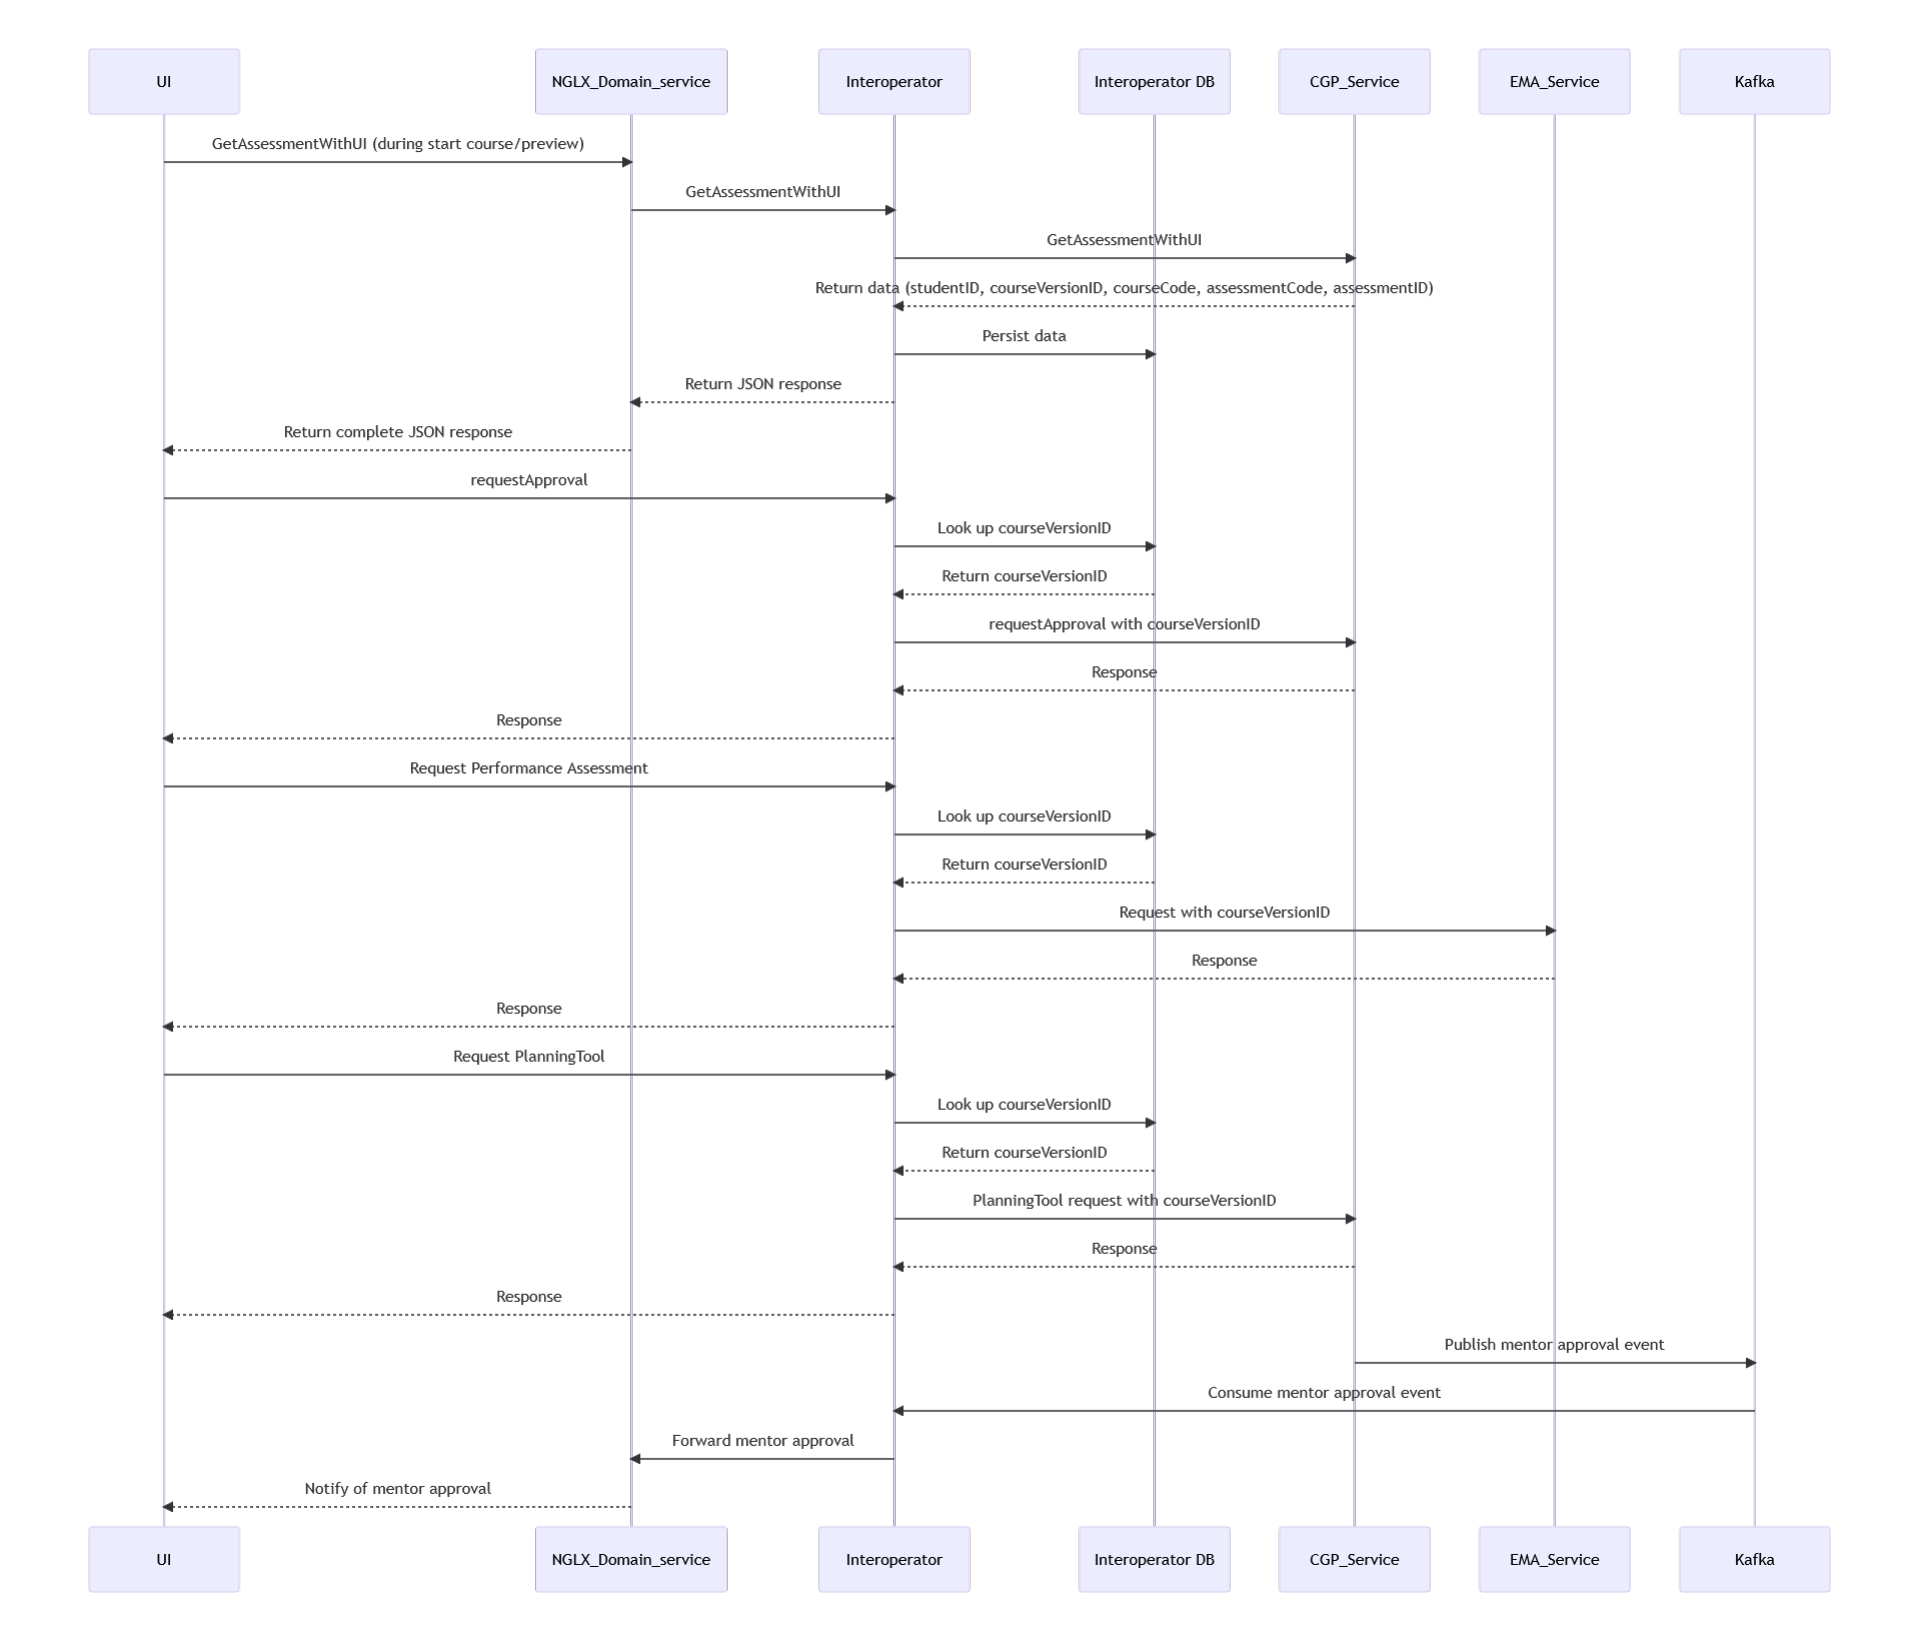 UI
NGLX_Domain_service
Interoperator
Interoperator DB
CGP_Service
EMA_Service
Kafka
GetAssessmentWithUI (during start course/preview)
GetAssessmentWithUI
GetAssessmentWithUI
Return data (studentID, courseVersionID, courseCode, assessmentCode, assessmentID)
Persist data
Return JSON response
Return complete JSON response
requestApproval
Look up courseVersionID
Return courseVersionID
requestApproval with courseVersionID
Response
Response
Request Performance Assessment
Look up courseVersionID
Return courseVersionID
Request with courseVersionID
Response
Response
Request PlanningTool
Look up courseVersionID
Return courseVersionID
PlanningTool request with courseVersionID
Response
Response
Publish mentor approval event
Consume mentor approval event
Forward mentor approval
Notify of mentor approval
UI
NGLX_Domain_service
Interoperator
Interoperator DB
CGP_Service
EMA_Service
Kafka